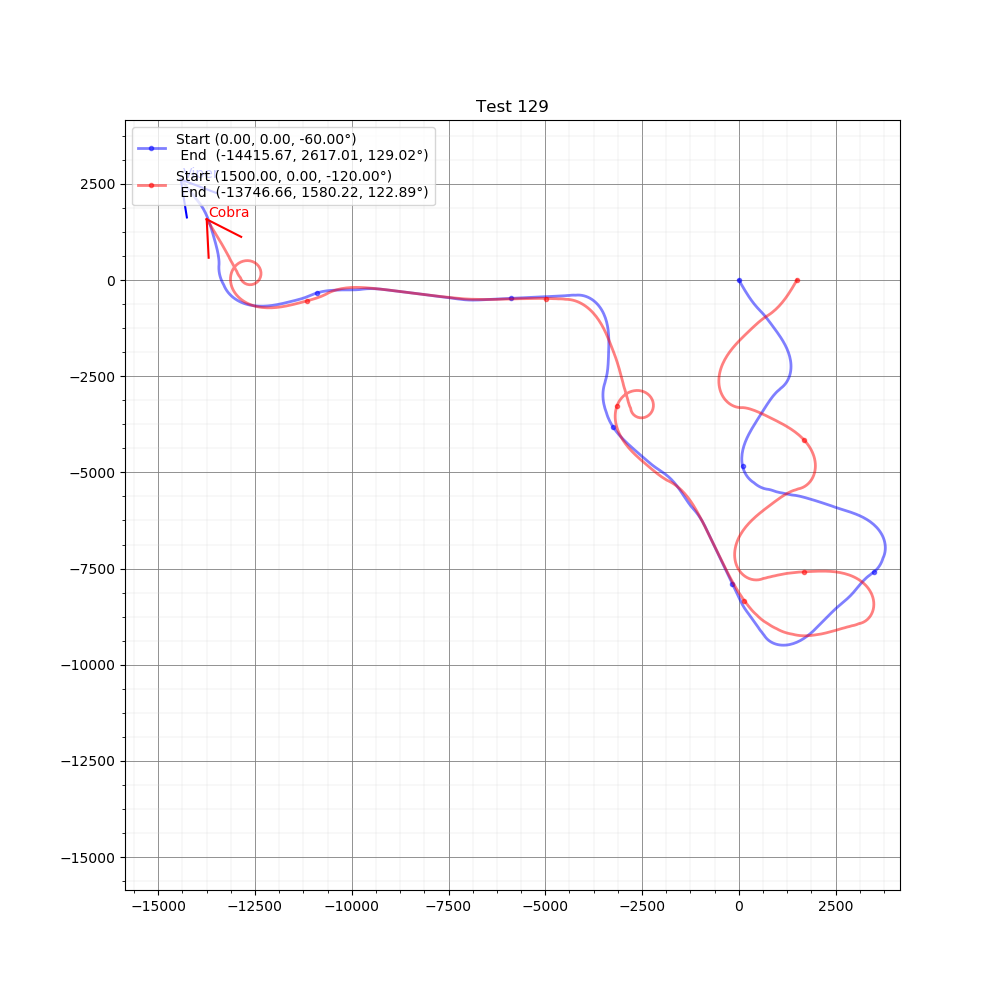 Test 129
Start (0.00, 0.00, -60.00°)
End (-14415.67, 2617.01, 129.02°)
Start (1500.00, 0.00, -120.00°)
End (-13746.66, 1580.22, 122.89°)
Cobra
2500
0
−2500
−5000
−7500
−10000
−12500
−15000
−15000 −12500 −10000 −7500 −5000 −2500 0 2500